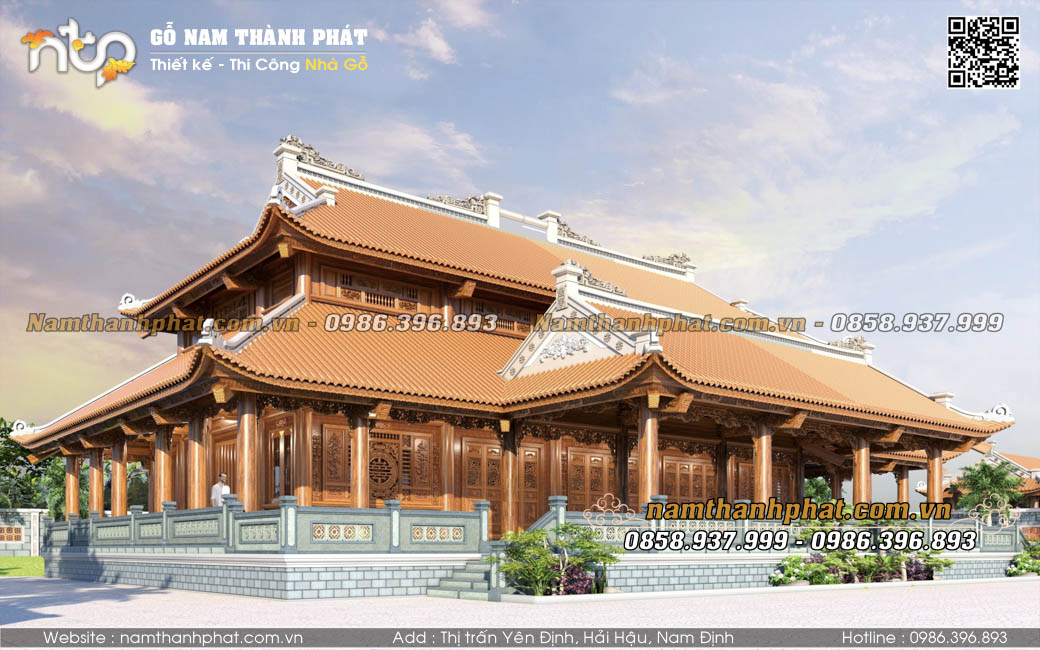 ntp
GỖ NAM THÀNH PHÁT
Thiết kế - Thi Công Nhà Gỗ
Namthanhphat.com.vn - 0986.396.893
Namthanhphat.com.vn - 0858.937.999
namthanhphat.com.vn
0858.937.999 - 0986.396.893
Website : namthanhphat.com.vn Add : Thị trấn Yên Định, Hải Hậu, Nam Định Hotline : 0986.396.893